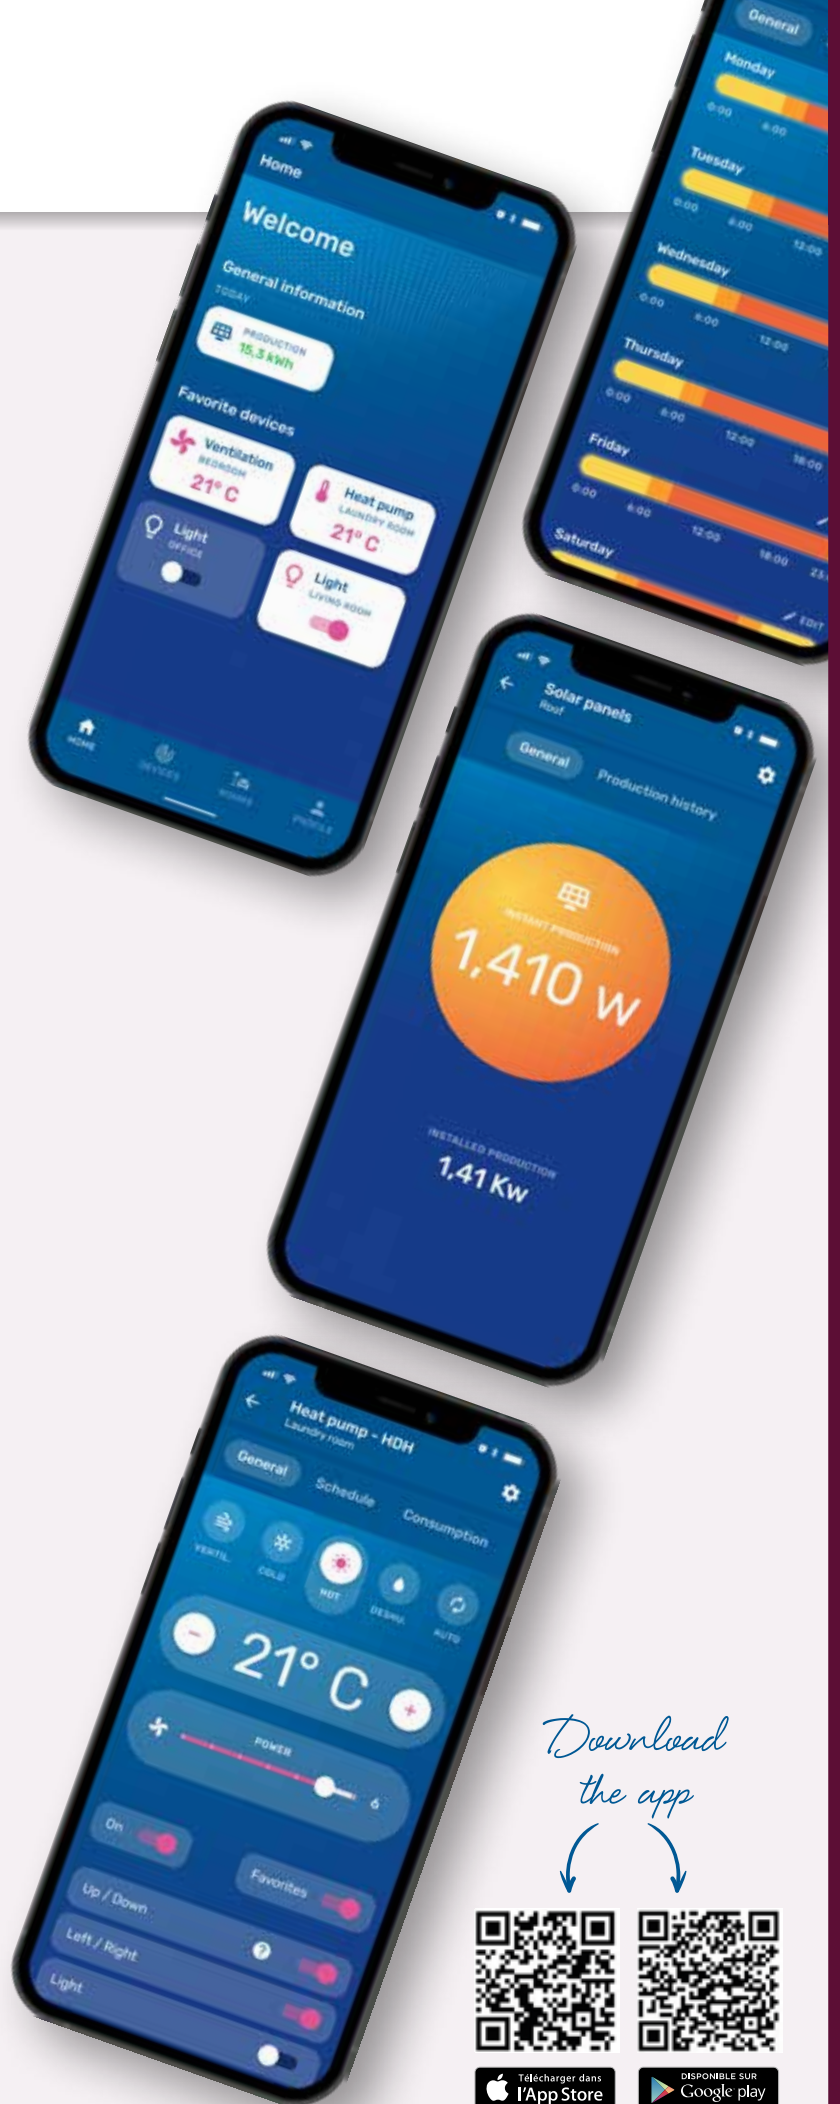 Home
Welcome
General information
TODAY
PRODUCTION
15,3 kWh
Favorite devices
Ventilation
BEDROOM
21° C
Heat pump
LAUNDRY ROOM
21° C
Light
OFFICE
Light
LIVING ROOM
HOME
DEVICES
ROOMS
PROFILE
General
Monday
0:00 6:00
Tuesday
0:00 6:00 12:00
Wednesday
0:00 6:00 12:00
Thursday
0:00 6:00 12:00 18:00
Friday
0:00 6:00 12:00 18:00
Saturday
EDIT
Solar panels
Roof
General
Production history
INSTANT PRODUCTION
1,410 W
INSTALLED PRODUCTION
1,41 Kw
Heat pump - HDH
Laundry room
General
Schedule
Consumption
VENTIL.
COLD
HOT
DESHU.
AUTO
- 21° C +
POWER
6
On
Favorites
Up / Down
?
Left / Right
Light
Download
the app
Télécharger dans
l'App Store
DISPONIBLE SUR
Google play